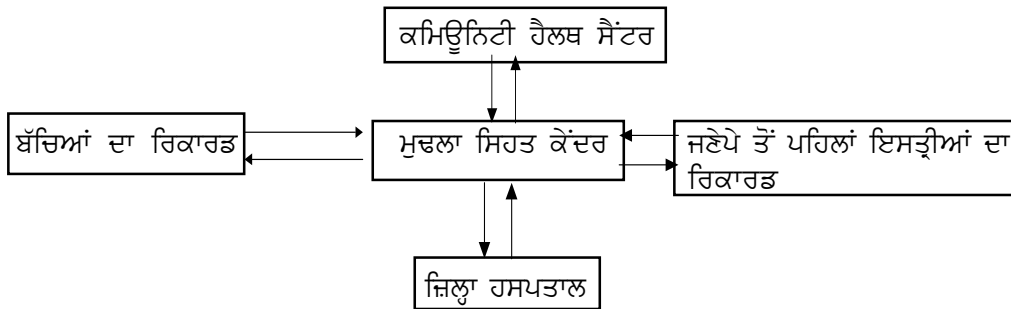 ਕਮਿਊਨਿਟੀ ਹੈਲਥ ਸੈਂਟਰ
ਬੱਚਿਆਂ ਦਾ ਰਿਕਾਰਡ
ਮੁਢਲਾ ਸਿਹਤ ਕੇਂਦਰ
ਜਣੇਪੇ ਤੋਂ ਪਹਿਲਾਂ ਇਸਤ੍ਰੀਆਂ ਦਾ
ਰਿਕਾਰਡ
ਜ਼ਿਲ੍ਹਾ ਹਸਪਤਾਲ